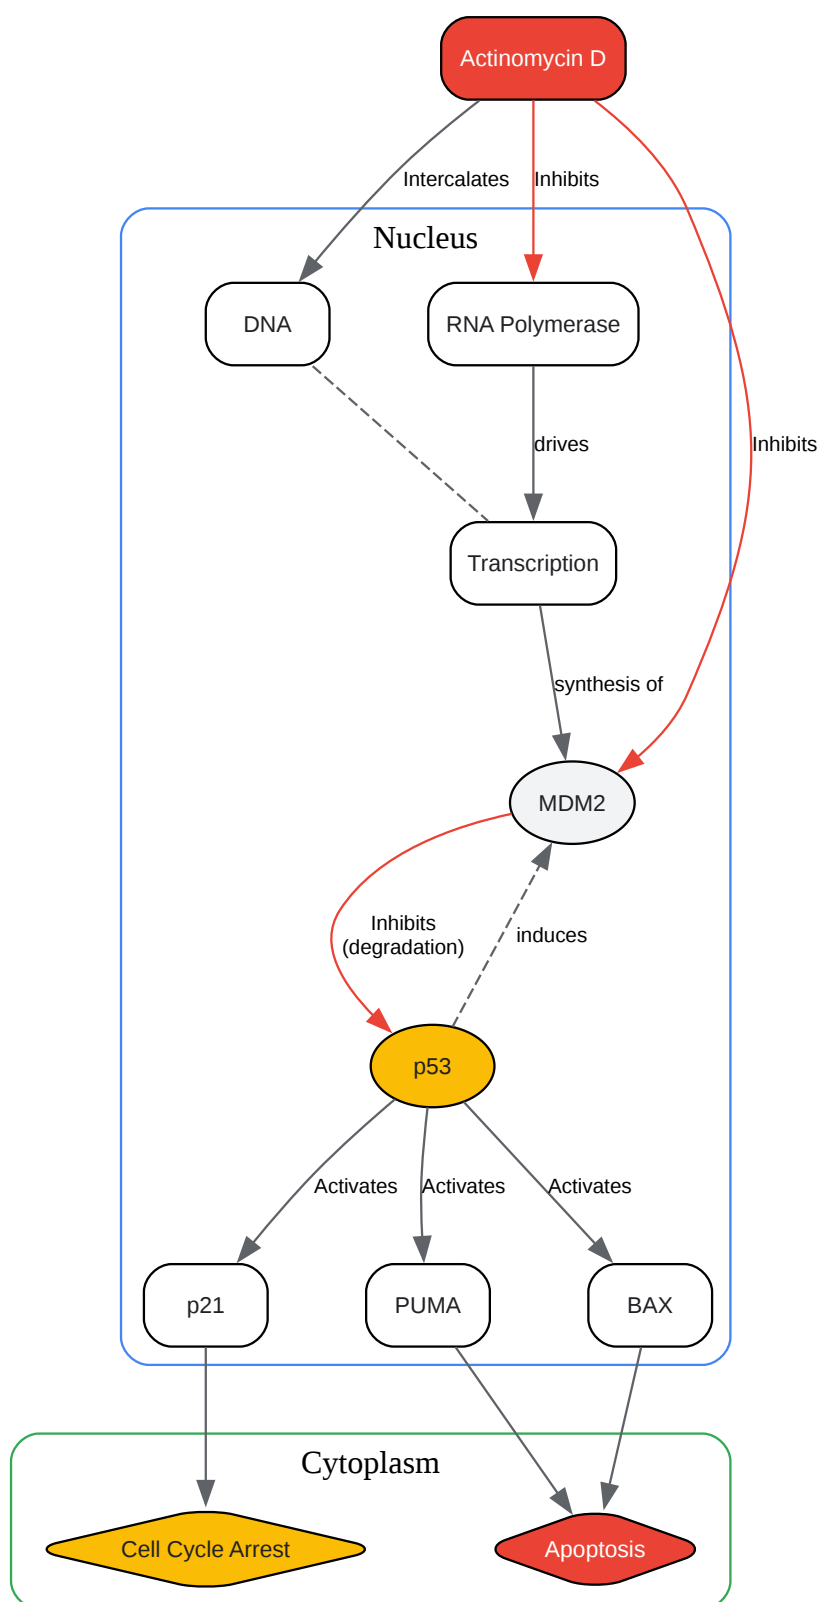 Actinomycin D
Intercalates
Inhibits
Nucleus
DNA
RNA Polymerase
drives
Inhibits
Transcription
synthesis of
MDM2
Inhibits
(degradation)
induces
p53
Activates
Activates
Activates
p21
PUMA
BAX
Cytoplasm
Cell Cycle Arrest
Apoptosis